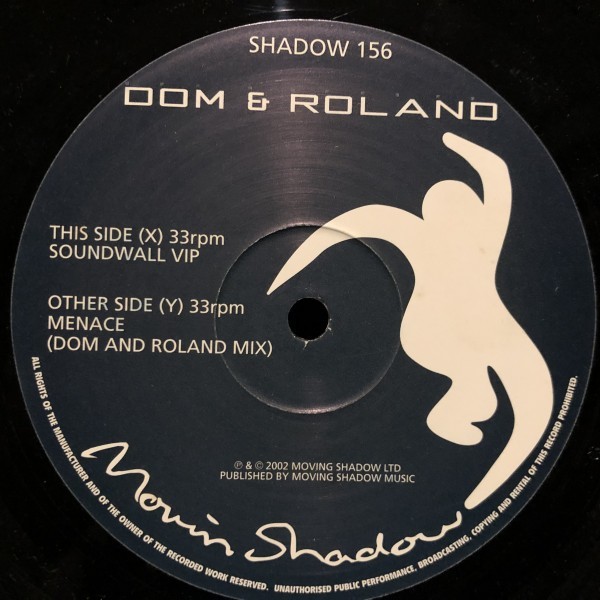 SHADOW 156
DOM & ROLAND
THIS SIDE (X) 33rpm
SOUNDWALL VIP
OTHER SIDE (Y) 33rpm
MENACE
(DOM AND ROLAND MIX)
℗ & © 2002 MOVING SHADOW LTD
PUBLISHED BY MOVING SHADOW MUSIC
Movin Shadow
ALL RIGHTS OF THE MANUFACTURER AND OF THE OWNER OF THE RECORDED WORK RESERVED. UNAUTHORISED PUBLIC PERFORMANCE, BROADCASTING, COPYING AND RENTAL OF THIS RECORD PROHIBITED.